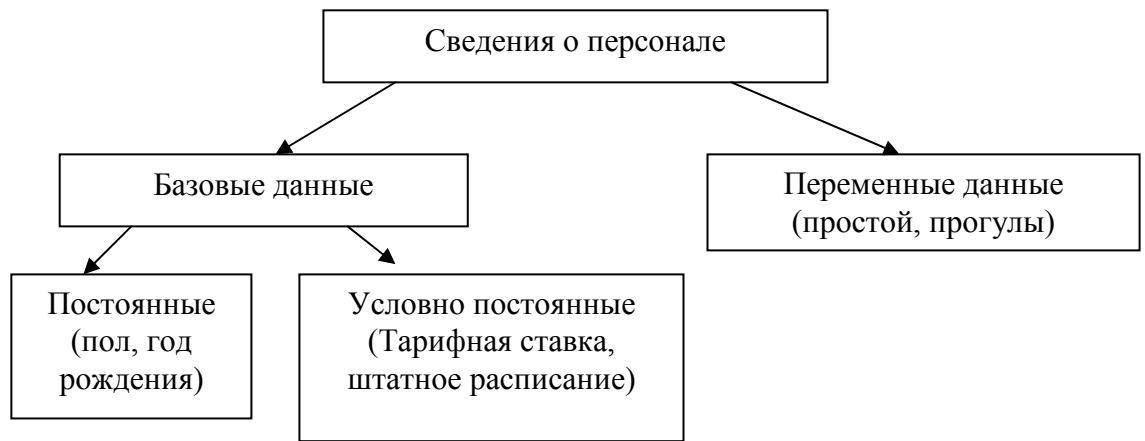 Сведения о персонале
Базовые данные
Переменные данные
(простой, прогулы)
Постоянные
(пол, год
рождения)
Условно постоянные
(Тарифная ставка,
штатное расписание)